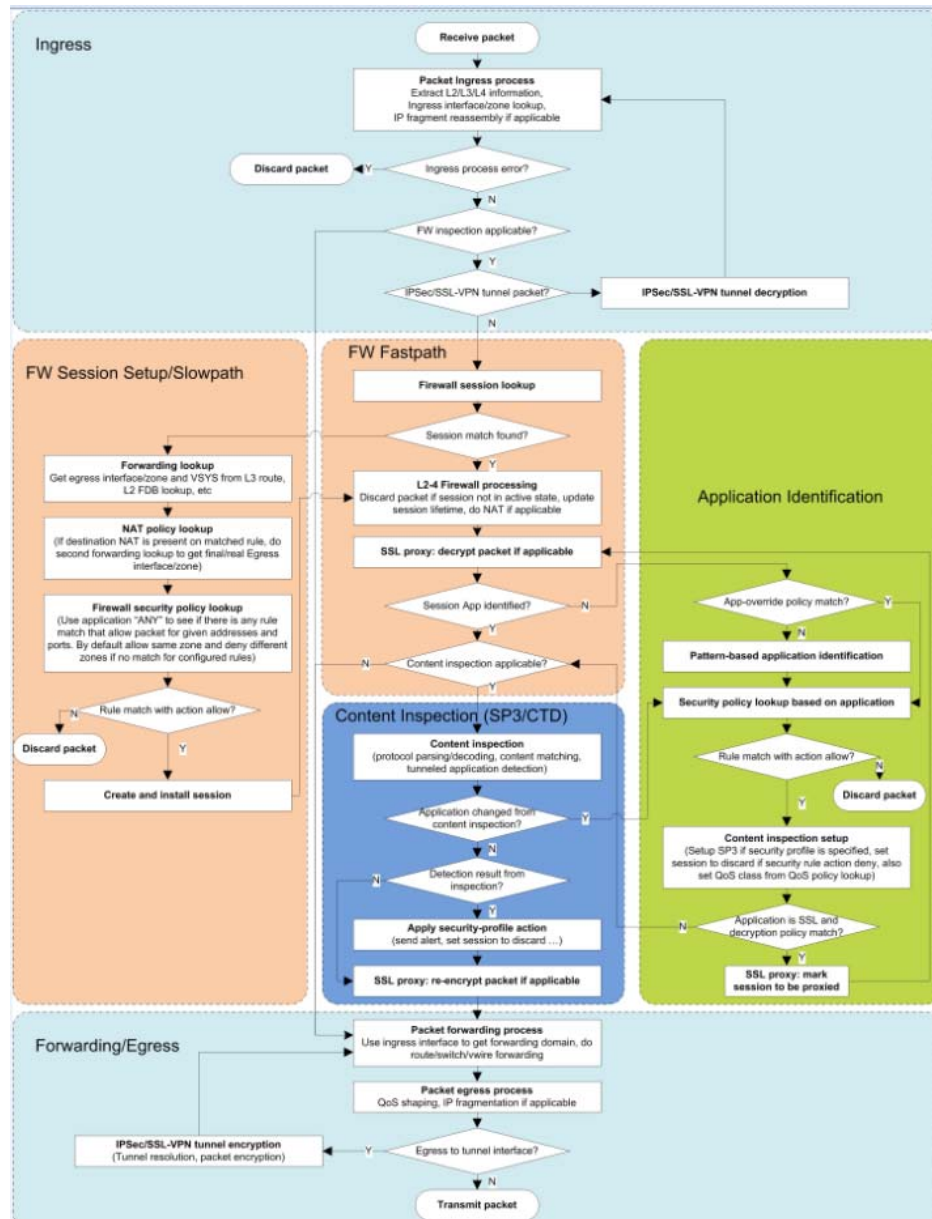 Ingress
Receive packet
Packet Ingress process
Extract L2/L3/L4 information,
Ingress interface/zone lookup,
IP fragment reassembly if applicable
Discard packet
Y
Ingress process error?
N
FW inspection applicable?
Y
IPSec/SSL-VPN tunnel packet?
Y
IPSec/SSL-VPN tunnel decryption
N
FW Session Setup/Slowpath
Forwarding lookup
Get egress interface/zone and VSYS from L3 route,
L2 FDB lookup, etc
NAT policy lookup
(If destination NAT is present on matched rule, do
second forwarding lookup to get final/real Egress
interface/zone)
Firewall security policy lookup
(Use application "ANY" to see if there is any rule
match that allow packet for given addresses and
ports. By default allow same zone and deny different
zones if no match for configured rules)
N
Rule match with action allow?
Discard packet
Y
Create and install session
FW Fastpath
Firewall session lookup
Session match found?
Y
L2-4 Firewall processing
Discard packet if session not in active state, update
session lifetime, do NAT if applicable
SSL proxy: decrypt packet if applicable
Session App identified?
N
Y
N
Content inspection applicable?
Y
Content Inspection (SP3/CTD)
Content inspection
(protocol parsing/decoding, content matching,
tunneled application detection)
Application changed from
content inspection?
Y
N
N
Detection result from
inspection?
Y
Apply security-profile action
(send alert, set session to discard ...)
SSL proxy: re-encrypt packet if applicable
Application Identification
App-override policy match?
Y
N
Pattern-based application identification
Security policy lookup based on application
Rule match with action allow?
N
Discard packet
Y
Content inspection setup
(Setup SP3 if security profile is specified, set
session to discard if security rule action deny, also
set QoS class from QoS policy lookup)
N
Application is SSL and
decryption policy match?
Y
SSL proxy: mark
session to be proxied
Forwarding/Egress
Packet forwarding process
Use ingress interface to get forwarding domain, do
route/switch/vwire forwarding
Packet egress process
QoS shaping, IP fragmentation if applicable
IPSec/SSL-VPN tunnel encryption
(Tunnel resolution, packet encryption)
Y
Egress to tunnel interface?
N
Transmit packet